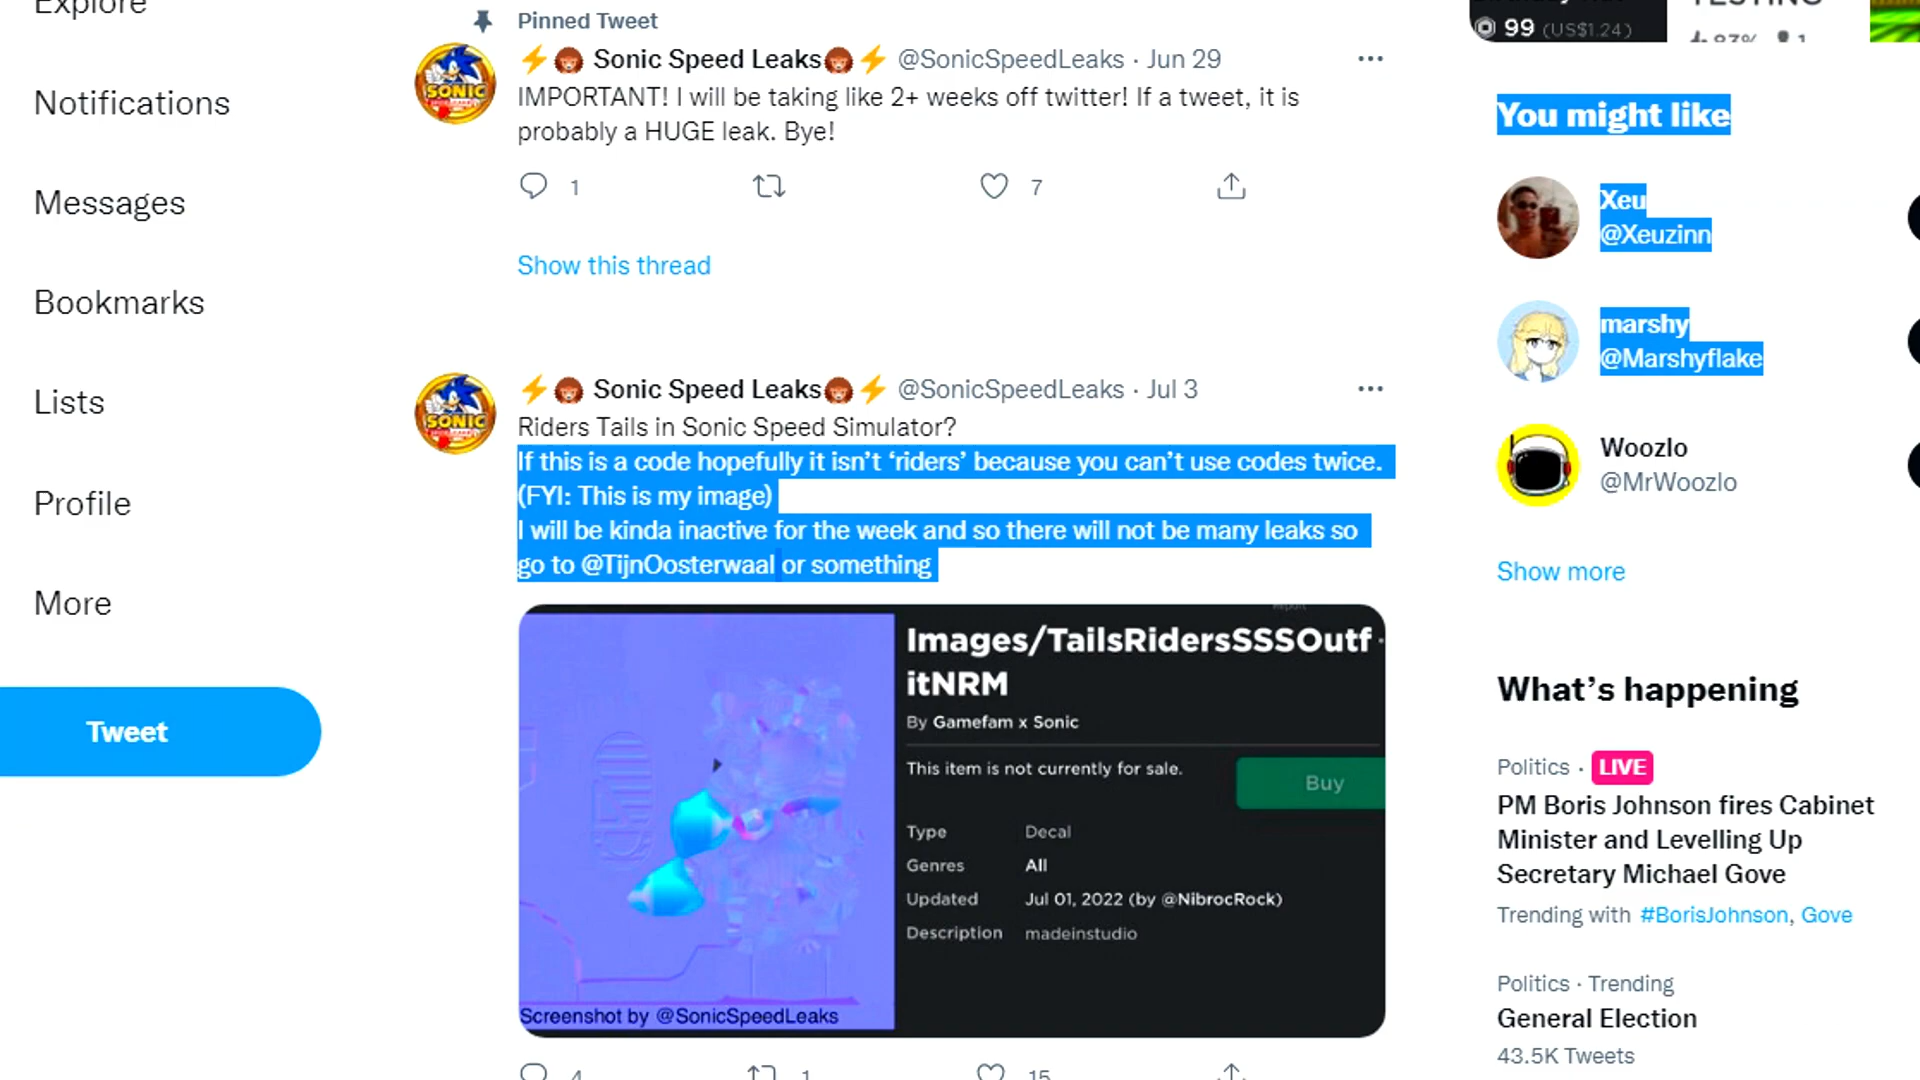 Explore
Notifications
Messages
Bookmarks
Lists
Profile
More
Tweet
Pinned Tweet
Sonic Speed Leaks @SonicSpeedLeaks · Jun 29
IMPORTANT! I will be taking like 2+ weeks off twitter! If a tweet, it is
probably a HUGE leak. Bye!
1
7
Show this thread
Sonic Speed Leaks @SonicSpeedLeaks · Jul 3
Riders Tails in Sonic Speed Simulator?
If this is a code hopefully it isn’t ‘riders’ because you can’t use codes twice.
(FYI: This is my image)
I will be kinda inactive for the week and so there will not be many leaks so
go to @TijnOosterwaal or something
Report
Images/TailsRidersSSSOutf
itNRM
By Gamefam x Sonic
This item is not currently for sale.
Buy
Type Decal
Genres All
Updated Jul 01, 2022 (by @NibrocRock)
Description madeinstudio
Screenshot by @SonicSpeedLeaks
4
1
15
99 (US$1.24)
TESTING
83% 1
You might like
Xeu
@Xeuzinn
marshy
@Marshyflake
Woozlo
@MrWoozlo
Show more
What’s happening
Politics · LIVE
PM Boris Johnson fires Cabinet
Minister and Levelling Up
Secretary Michael Gove
Trending with #BorisJohnson, Gove
Politics · Trending
General Election
43.5K Tweets